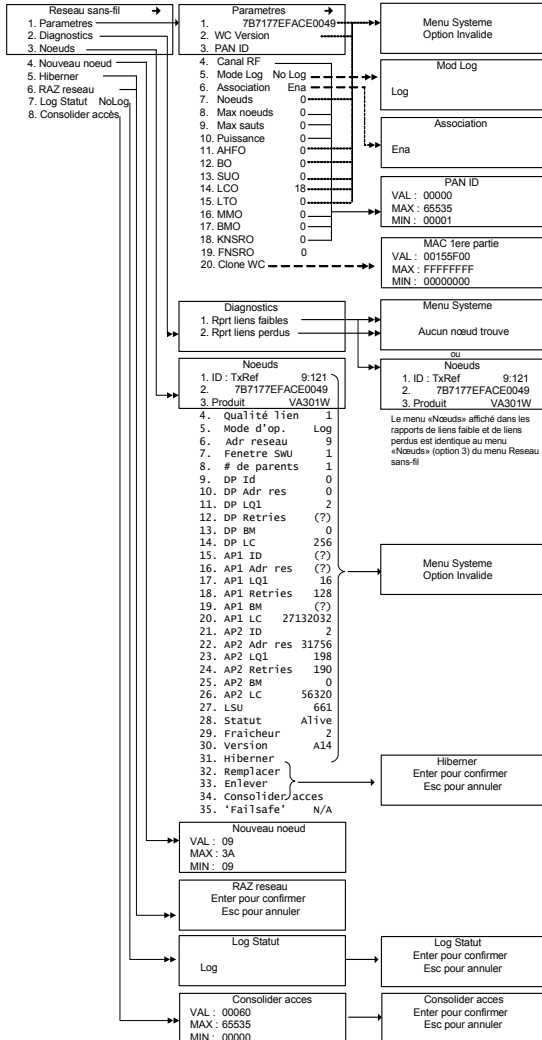 Reseau sans-fil →
1. Parametres
2. Diagnostics
3. Noeuds
4. Nouveau noeud
5. Hiberner
6. RAZ reseau
7. Log Statut NoLog
8. Consolider accès
Parametres →
1. 7B7177EFACE0049
2. WC Version
3. PAN ID
4. Canal RF
5. Mode Log No Log
6. Association Ena
7. Noeuds 0
8. Max noeuds 0
9. Max sauts 0
10. Puissance 0
11. AHFO 0
12. BO 0
13. SUO 0
14. LCO 18
15. LTO 0
16. MMO 0
17. BMO 0
18. KNSRO 0
19. FNSRO 0
20. Clone WC
Menu Systeme
Option Invalide
Mod Log
Log
Association
Ena
PAN ID
VAL : 00000
MAX : 65535
MIN : 00001
MAC 1ere partie
VAL : 00155F00
MAX : FFFFFFFF
MIN : 00000000
Diagnostics
1. Rprt liens faibles
2. Rprt liens perdus
Menu Systeme
Aucun nœud trouve
ou
Noeuds
1. ID : TxRef 9:121
2. 7B7177EFACE0049
3. Produit VA301W
Le menu «Nœuds» affiché dans les
rapports de liens faible et de liens
perdus est identique au menu
«Nœuds» (option 3) du menu Reseau
sans-fil
Noeuds
1. ID : TxRef 9:121
2. 7B7177EFACE0049
3. Produit VA301W
4. Qualité lien 1
5. Mode d'op. Log
6. Adr reseau 9
7. Fenetre SWU 1
8. # de parents 1
9. DP Id 0
10. DP Adr res 0
11. DP LQ1 2
12. DP Retries (?)
13. DP BM 0
14. DP LC 256
15. AP1 ID (?)
16. AP1 Adr res (?)
17. AP1 LQ1 16
18. AP1 Retries 128
19. AP1 BM (?)
20. AP1 LC 27132032
21. AP2 ID 2
22. AP2 Adr res 31756
23. AP2 LQ1 198
24. AP2 Retries 190
25. AP2 BM 0
26. AP2 LC 56320
27. LSU 661
28. Statut Alive
29. Fraicheur 2
30. Version A14
31. Hiberner
32. Remplacer
33. Enlever
34. Consolider acces
35. 'Failsafe' N/A
Menu Systeme
Option Invalide
Hiberner
Enter pour confirmer
Esc pour annuler
Nouveau noeud
VAL : 09
MAX : 3A
MIN : 09
RAZ reseau
Enter pour confirmer
Esc pour annuler
Log Statut
Log
Log Statut
Enter pour confirmer
Esc pour annuler
Consolider acces
VAL : 00060
MAX : 65535
MIN : 00000
Consolider acces
Enter pour confirmer
Esc pour annuler